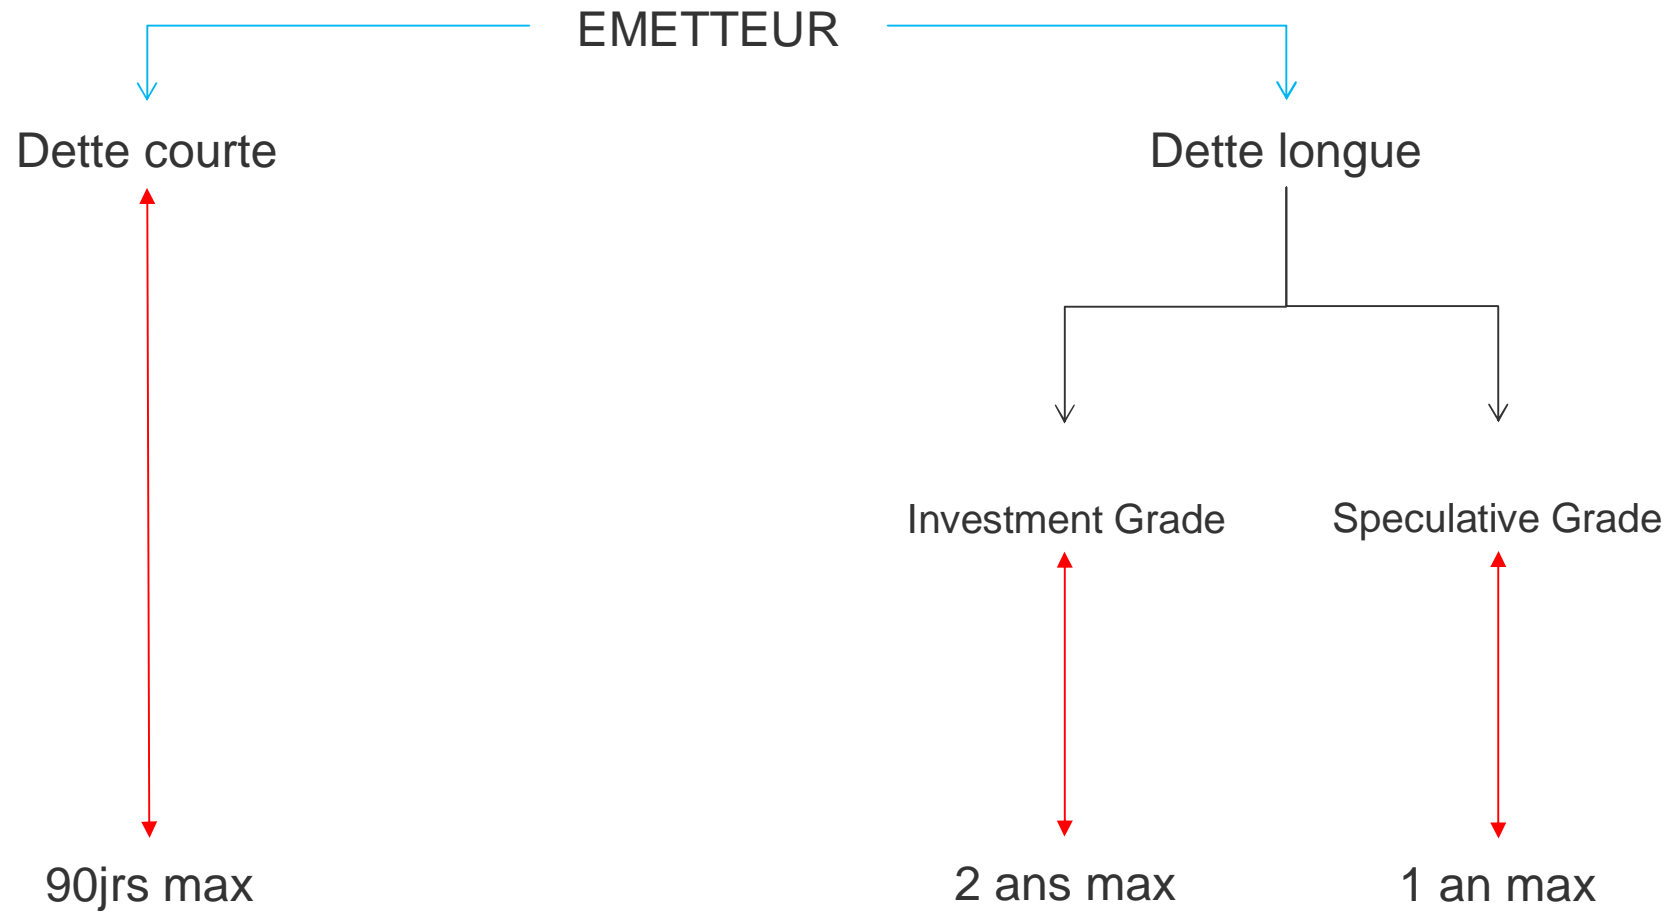 EMETTEUR
Dette courte
Dette longue
Investment Grade
Speculative Grade
90jrs max
2 ans max
1 an max